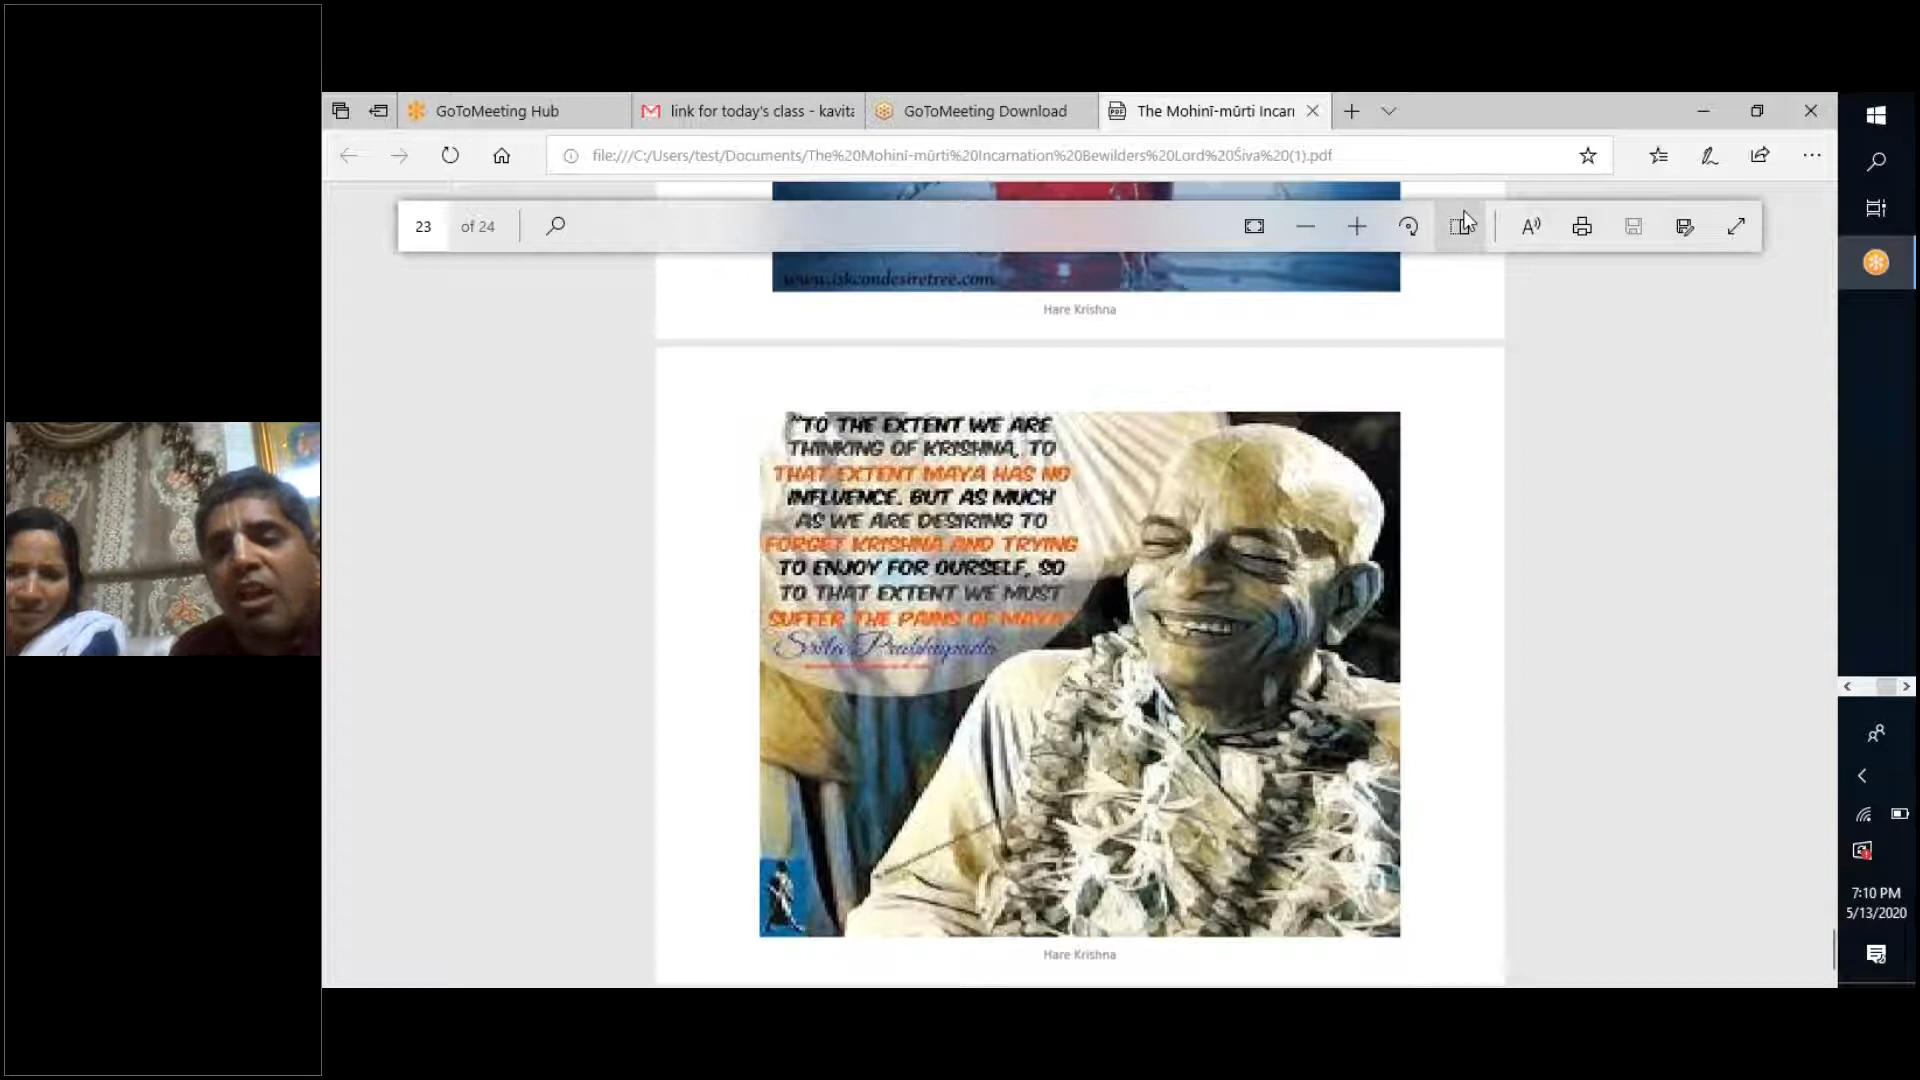 GoToMeeting Hub
link for today's class - kavita
GoToMeeting Download
The Mohinī-mūrti Incarı
file:///C:/Users/test/Documents/The%20Mohinī-mūrti%20Incarnation%20Bewilders%20Lord%20Śiva%20(1).pdf
23 of 24
www.iskcondesiretree.com
Hare Krishna
"TO THE EXTENT WE ARE
THINKING OF KRISHNA, TO
THAT EXTENT MAYA HAS NO
INFLUENCE. BUT AS MUCH
AS WE ARE DESIRING TO
FORGET KRISHNA AND TRYING
TO ENJOY FOR OURSELF, SO
TO THAT EXTENT WE MUST
SUFFER THE PAINS OF MAYA"
Srila Prabhupada
Hare Krishna
7:10 PM
5/13/2020